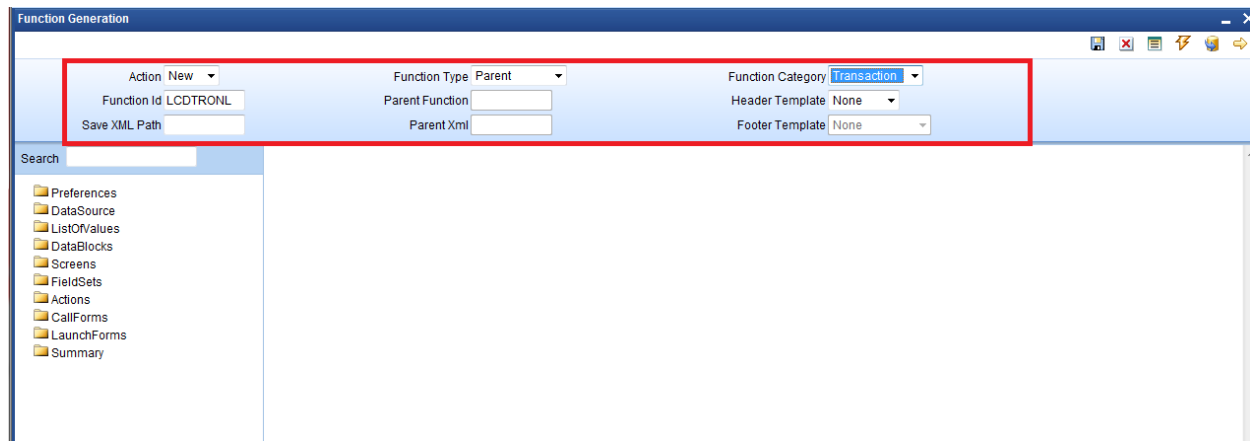 Function Generation
Action New Function Type Parent Function Category Transaction
Function Id LCDTRONL Parent Function Header Template None
Save XML Path Parent Xml Footer Template None
Search
Preferences
DataSource
ListOfValues
DataBlocks
Screens
FieldSets
Actions
CallForms
LaunchForms
Summary